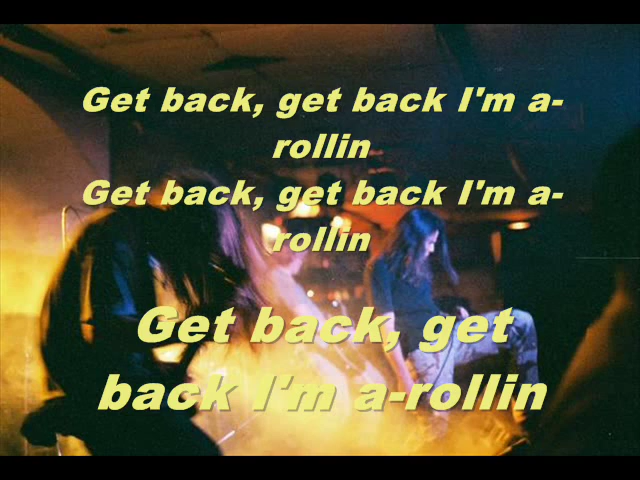 Get back, get back I'm a-
rollin
Get back, get back I'm a-
rollin
Get back, get
back I'm a-rollin